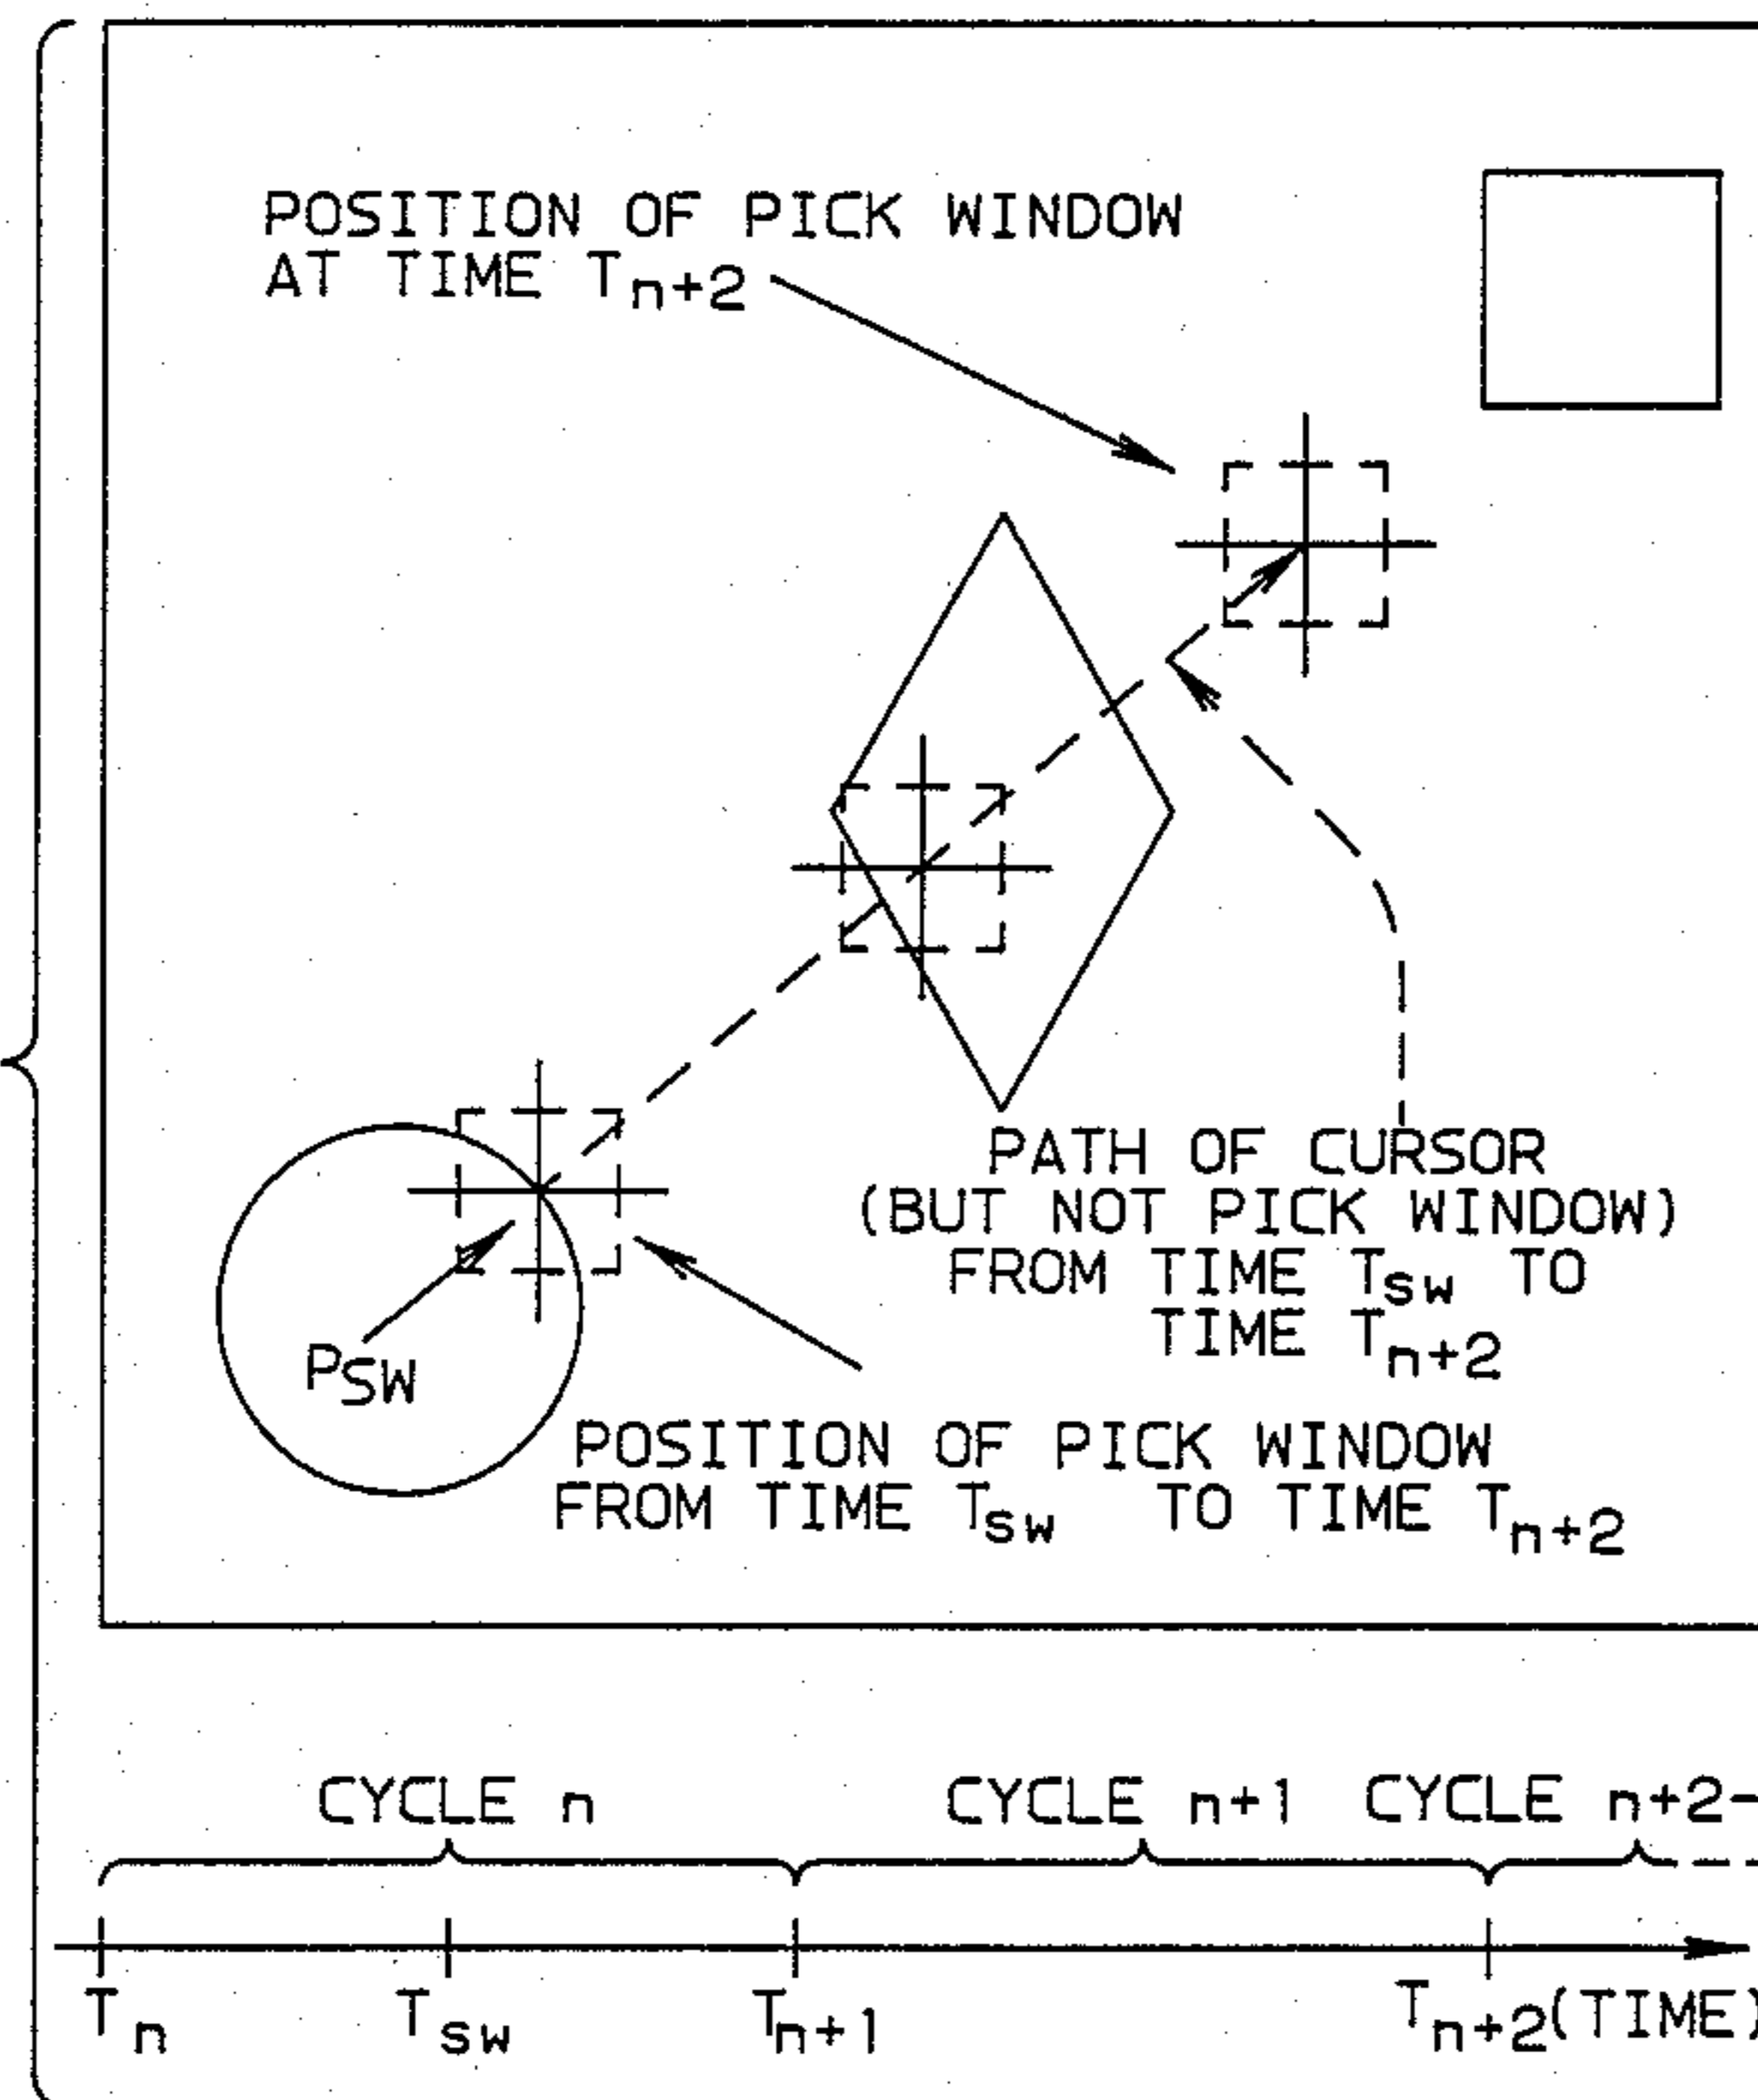 POSITION OF PICK WINDOW
AT TIME Tn+2
PATH OF CURSOR
(BUT NOT PICK WINDOW)
FROM TIME Tsw TO
TIME Tn+2
PSW
POSITION OF PICK WINDOW
FROM TIME Tsw TO TIME Tn+2
CYCLE n CYCLE n+1 CYCLE n+2-
Tn Tsw Tn+1 Tn+2(TIME)